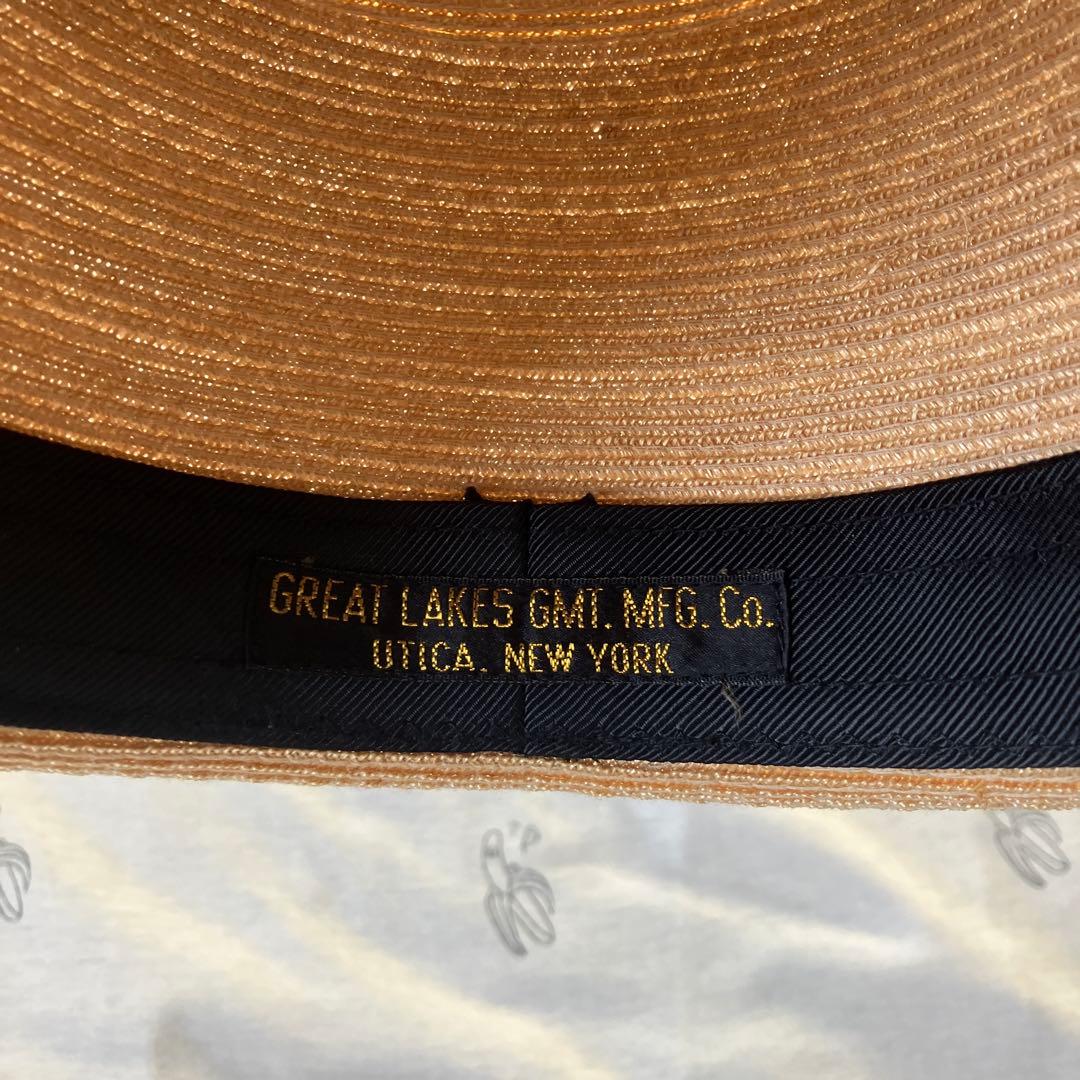 GREAT LAKES GMT. MFG. Co.
UTICA. NEW YORK